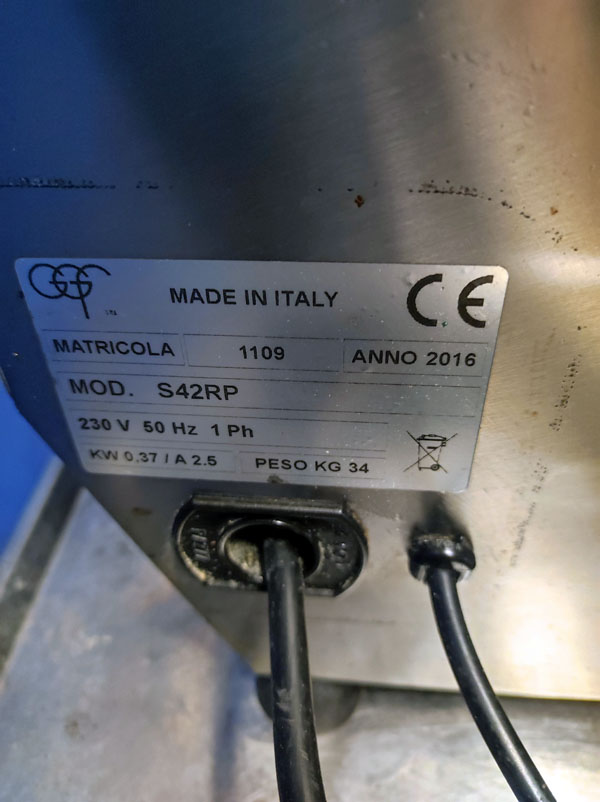 GGF
MADE IN ITALY
CE
MATRICOLA 1109 ANNO 2016
MOD. S42RP
230 V 50 Hz 1 Ph
KW 0.37 / A 2.5 PESO KG 34